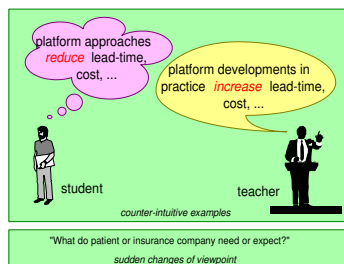 platform approaches
reduce lead-time,
cost, ...
platform developments in
practice increase lead-time,
cost, ...
student
teacher
counter-intuitive examples
"What do patient or insurance company need or expect?"
sudden changes of viewpoint